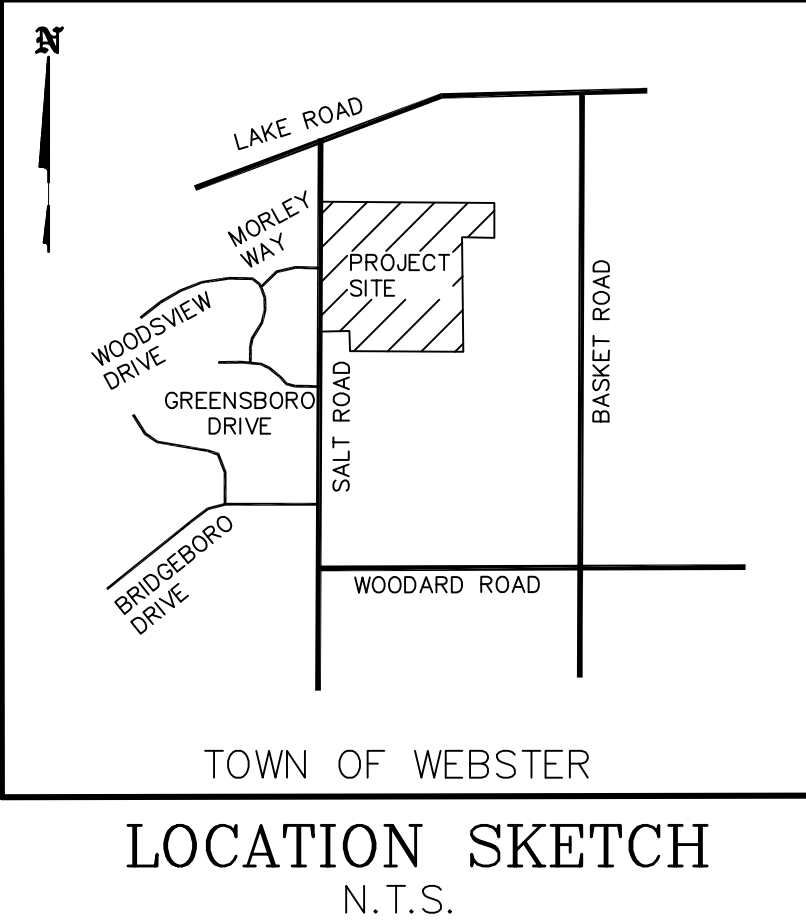 N
LAKE ROAD
MORLEY
WAY
PROJECT
SITE
WOODSVIEW
DRIVE
BASKET ROAD
GREENSBORO
DRIVE
SALT ROAD
BRIDGEBORO
DRIVE
WOODARD ROAD
TOWN OF WEBSTER
LOCATION SKETCH
N.T.S.